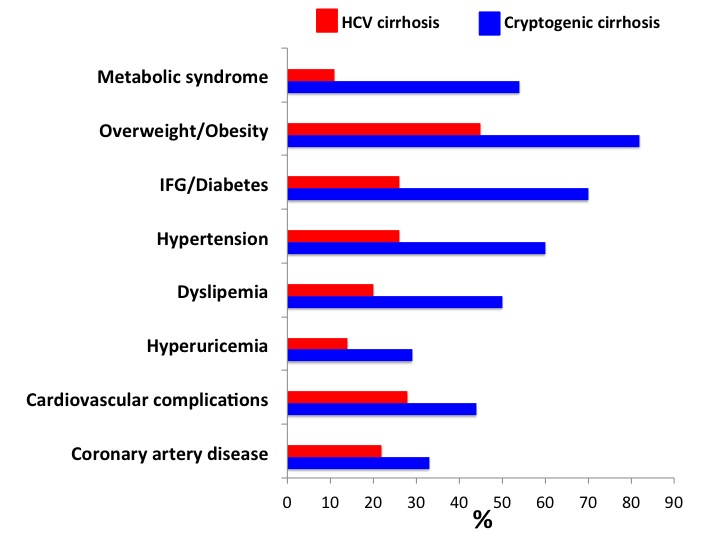 HCV cirrhosis Cryptogenic cirrhosis
Metabolic syndrome
Overweight/Obesity
IFG/Diabetes
Hypertension
Dyslipemia
Hyperuricemia
Cardiovascular complications
Coronary artery disease
0 10 20 30 40 50 60 70 80 90
%